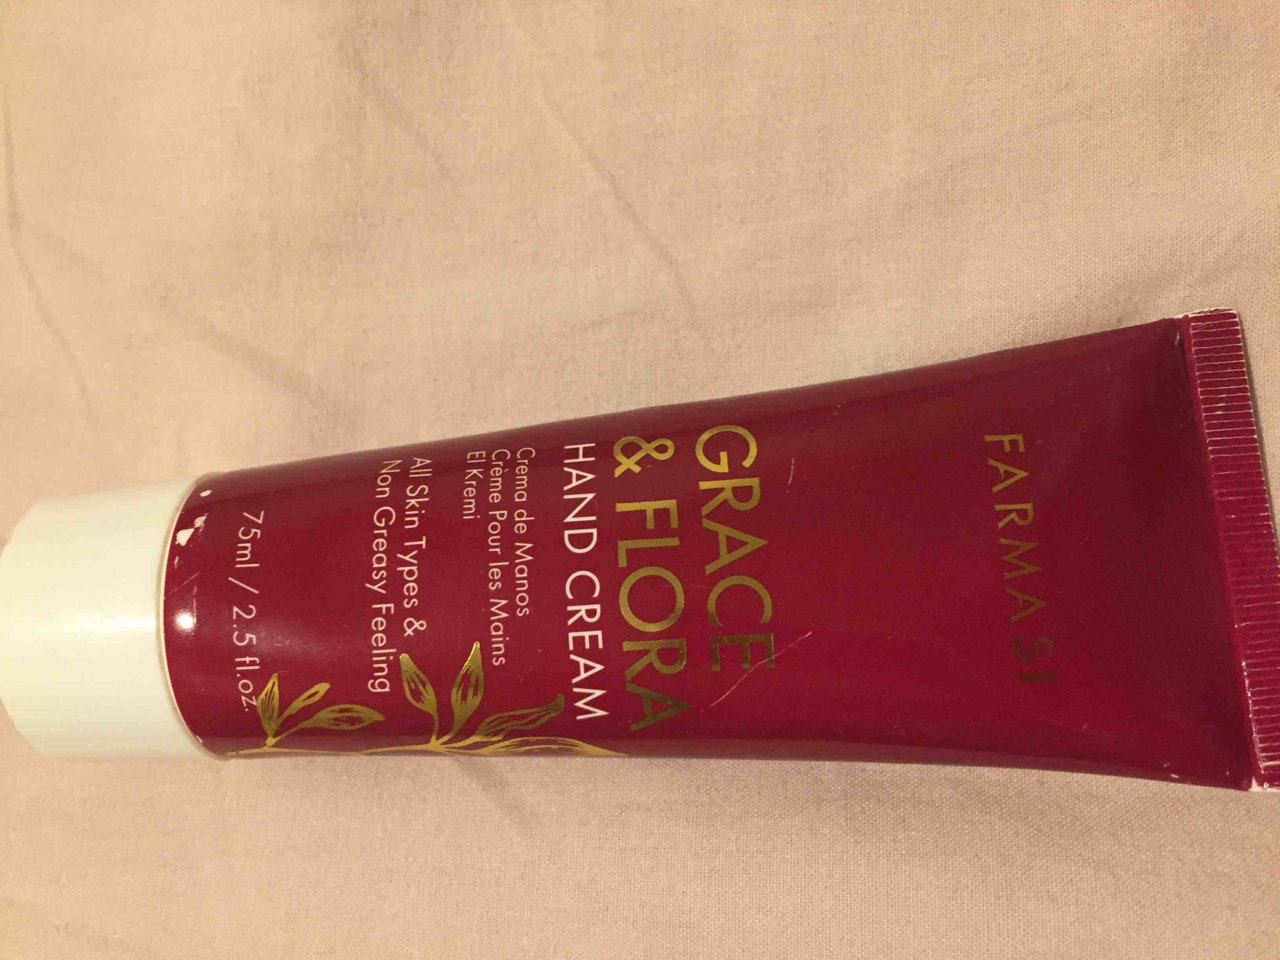 FARMASI
GRACE
& FLORA
HAND CREAM
Crema de Manos
Crème Pour les Mains
El Kremi
All Skin Types &
Non Greasy Feeling
75ml / 2.5 fl.oz.